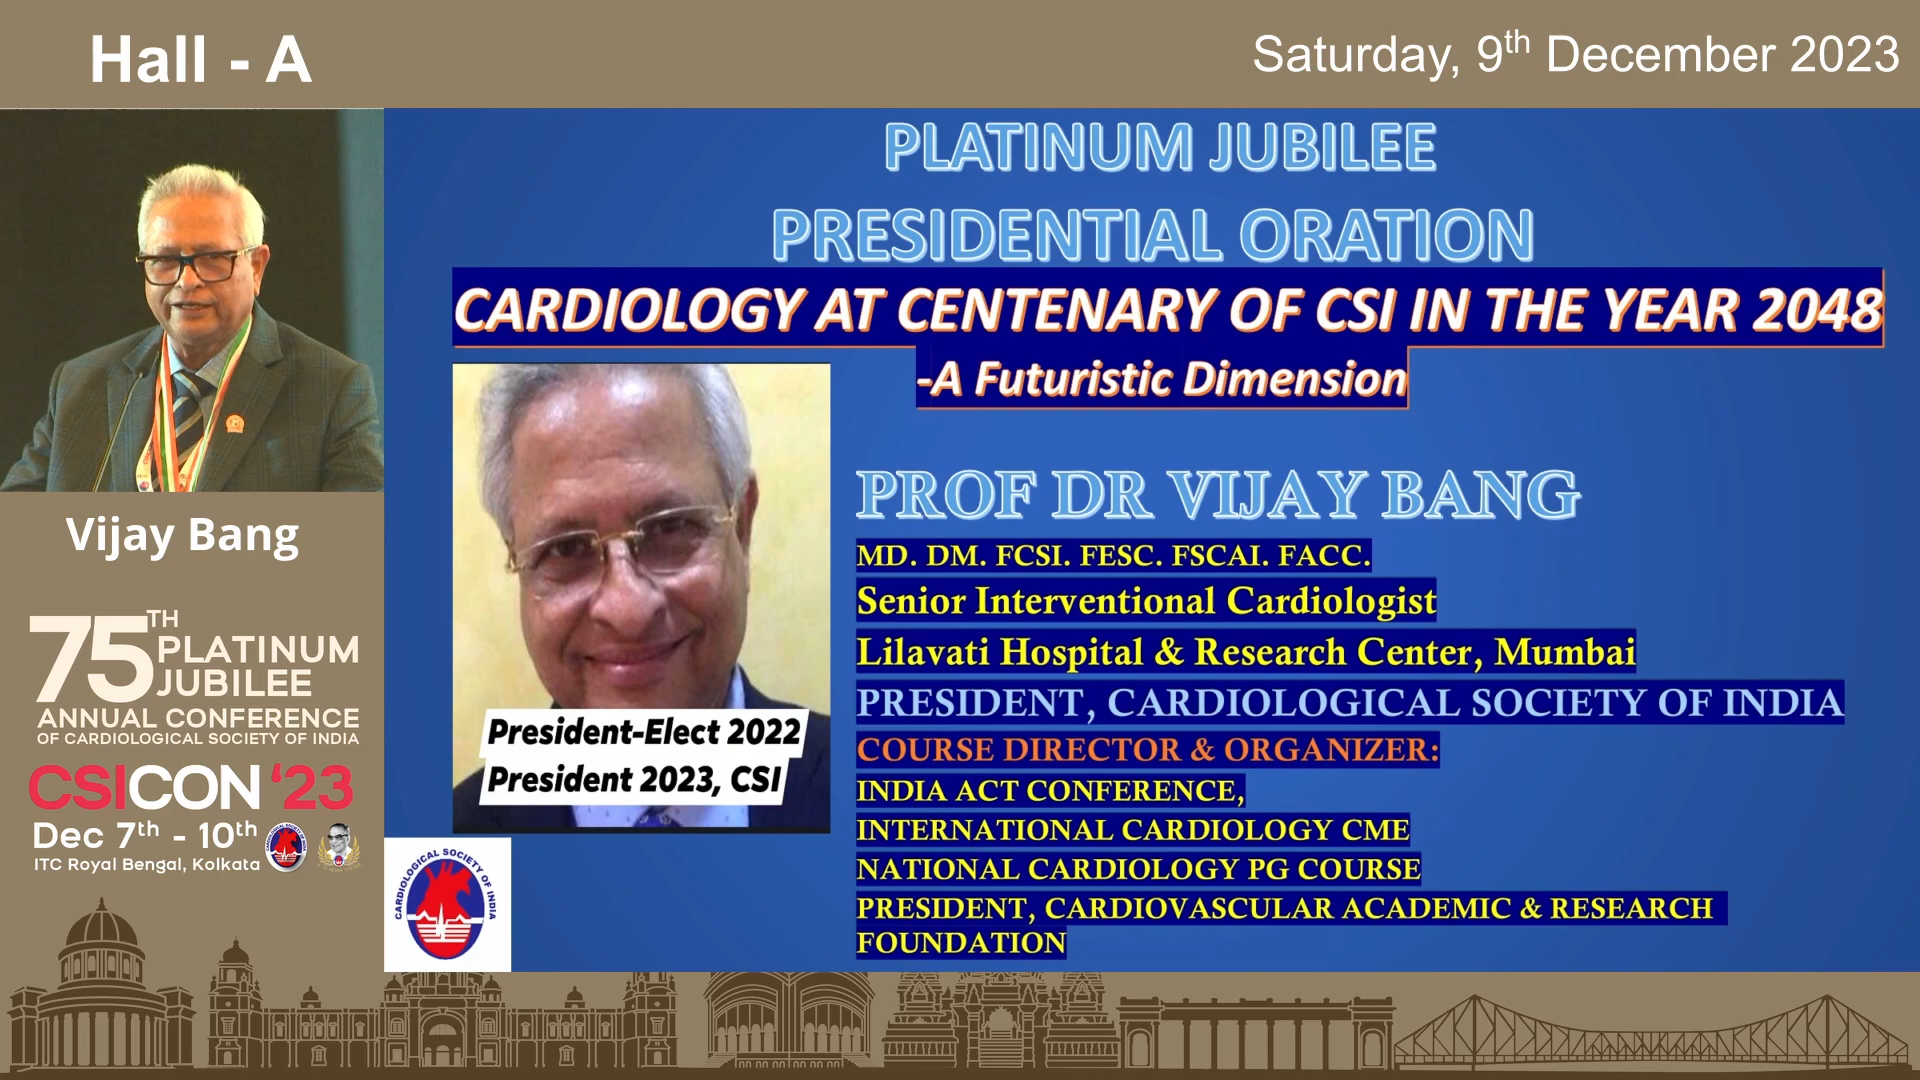 Hall - A
Saturday, 9th December 2023
PLATINUM JUBILEE
PRESIDENTIAL ORATION
CARDIOLOGY AT CENTENARY OF CSI IN THE YEAR 2048
-A Futuristic Dimension
President-Elect 2022
President 2023, CSI
PROF DR VIJAY BANG
MD. DM. FCSI. FESC. FSCAI. FACC.
Senior Interventional Cardiologist
Lilavati Hospital & Research Center, Mumbai
PRESIDENT, CARDIOLOGICAL SOCIETY OF INDIA
COURSE DIRECTOR & ORGANIZER:
INDIA ACT CONFERENCE,
INTERNATIONAL CARDIOLOGY CME
NATIONAL CARDIOLOGY PG COURSE
PRESIDENT, CARDIOVASCULAR ACADEMIC & RESEARCH
FOUNDATION
CARDIOLOGICAL SOCIETY OF INDIA
Vijay Bang
75TH
PLATINUM
JUBILEE
ANNUAL CONFERENCE
OF CARDIOLOGICAL SOCIETY OF INDIA
CSICON ‘23
Dec 7th - 10th
ITC Royal Bengal, Kolkata